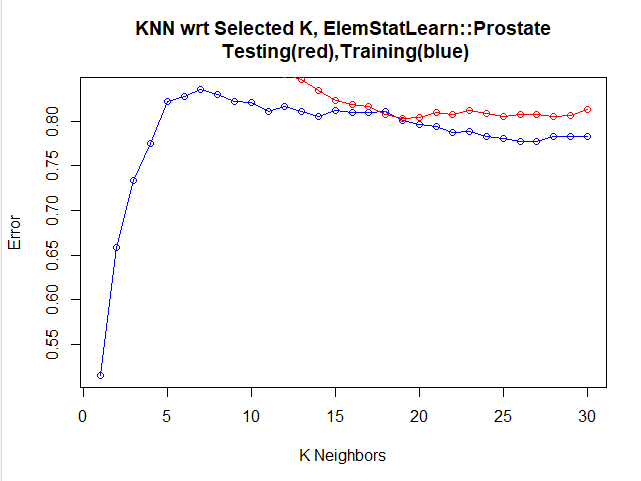 KNN wrt Selected K, ElemStatLearn::Prostate
Testing(red),Training(blue)
Error
0.80
0.75
0.70
0.65
0.60
0.55
0 5 10 15 20 25 30
K Neighbors